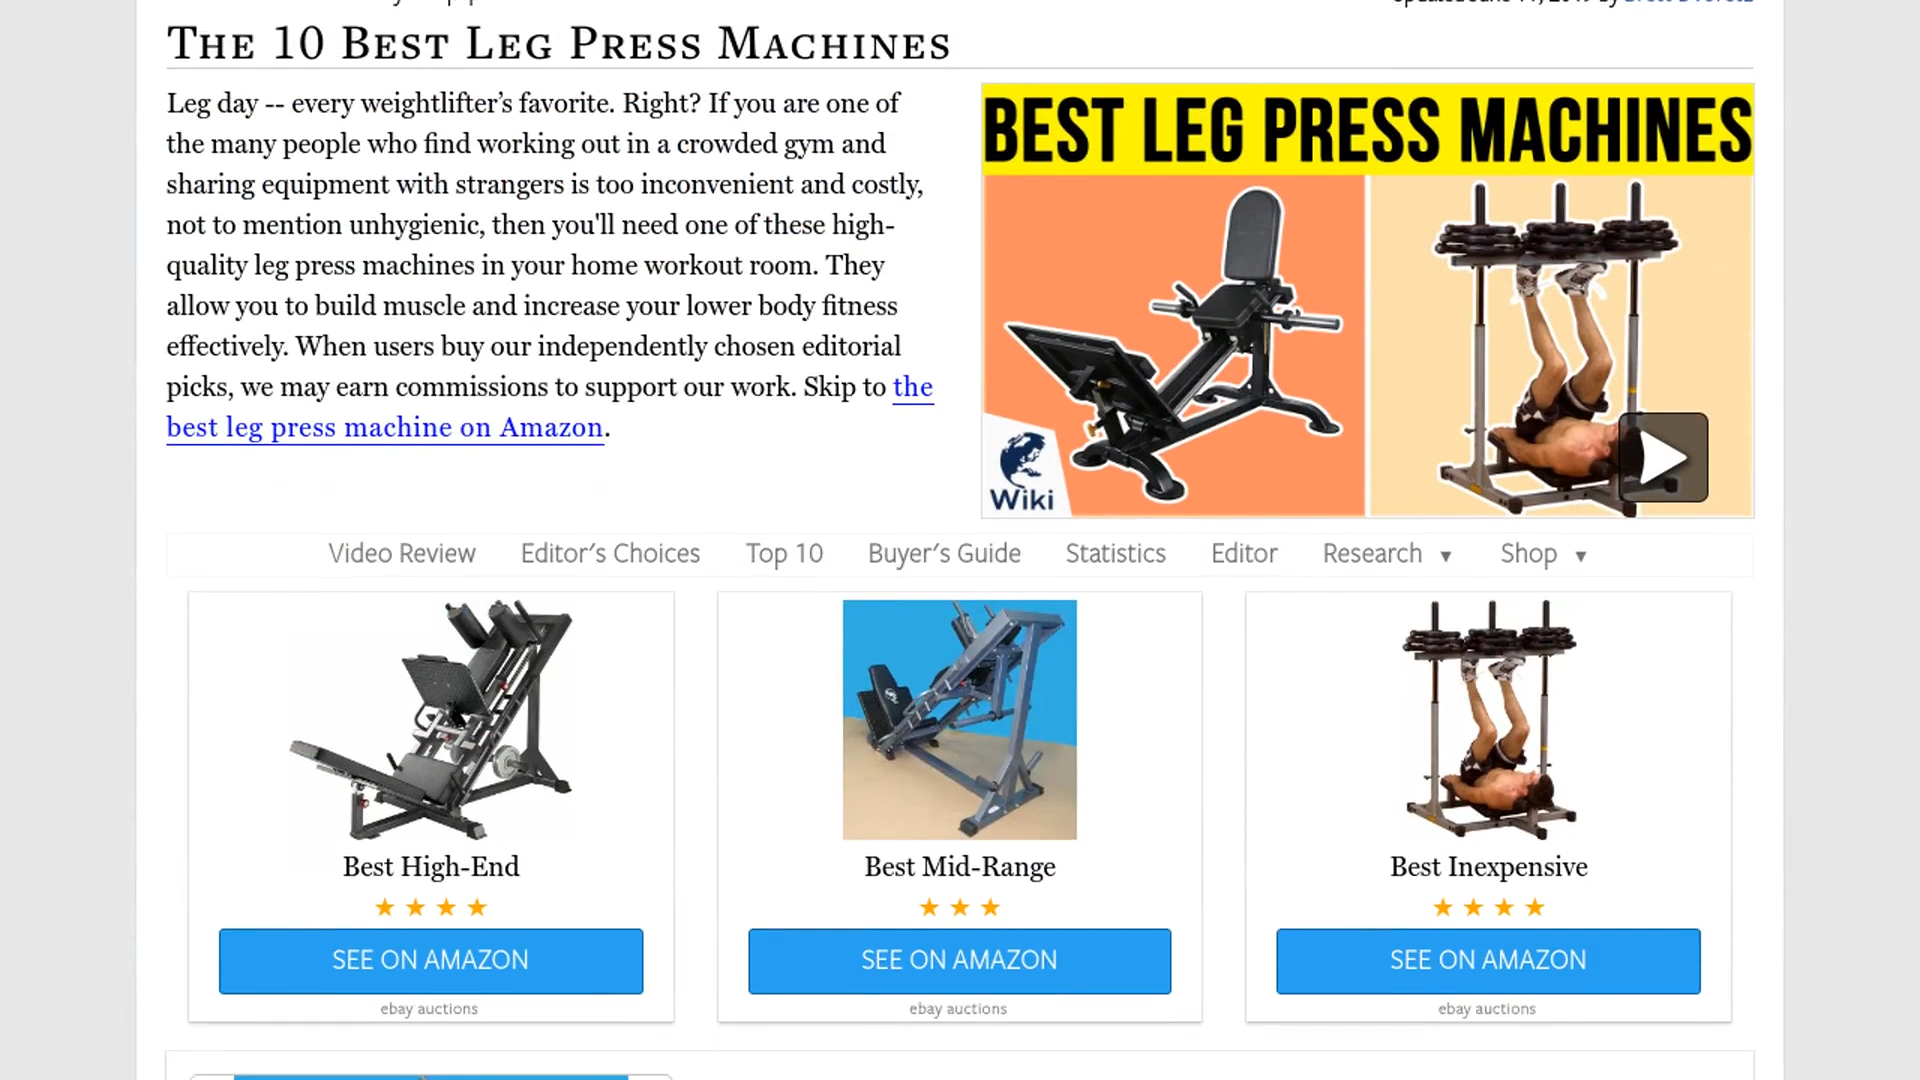 The 10 Best Leg Press Machines
Leg day -- every weightlifter’s favorite. Right? If you are one of
the many people who find working out in a crowded gym and
sharing equipment with strangers is too inconvenient and costly,
not to mention unhygienic, then you'll need one of these high-
quality leg press machines in your home workout room. They
allow you to build muscle and increase your lower body fitness
effectively. When users buy our independently chosen editorial
picks, we may earn commissions to support our work. Skip to the
best leg press machine on Amazon.
BEST LEG PRESS MACHINES
Wiki
Video Review Editor's Choices Top 10 Buyer's Guide Statistics Editor Research ▼ Shop ▼
Best High-End
★ ★ ★ ★
SEE ON AMAZON
ebay auctions
Best Mid-Range
★ ★ ★
SEE ON AMAZON
ebay auctions
Best Inexpensive
★ ★ ★ ★
SEE ON AMAZON
ebay auctions